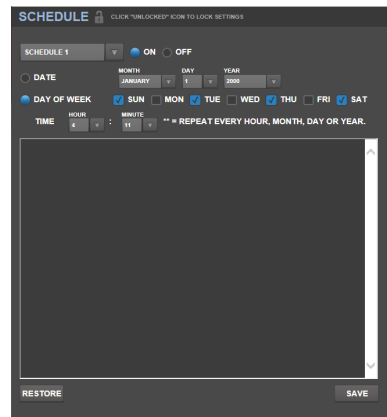 SCHEDULE CLICK "UNLOCKED" ICON TO LOCK SETTINGS
SCHEDULE 1 ON OFF
MONTH DAY YEAR
DATE JANUARY 1 2000
DAY OF WEEK SUN MON TUE WED THU FRI SAT
HOUR MINUTE
TIME 4 : 11 ** = REPEAT EVERY HOUR, MONTH, DAY OR YEAR.
RESTORE SAVE